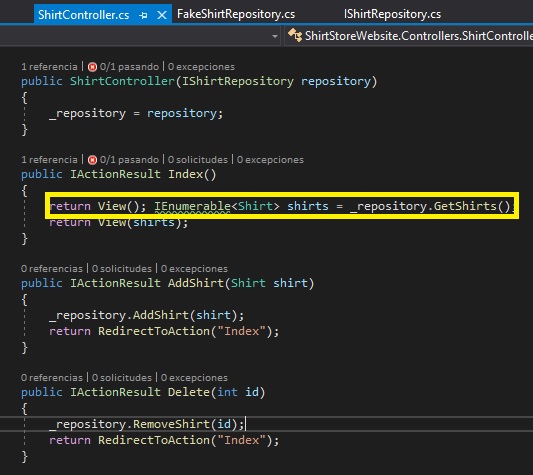 ShirtController.cs FakeShirtRepository.cs IShirtRepository.cs
ShirtStoreWebsite.Controllers.ShirtControlle
1 referencia | 0/1 pasando | 0 excepciones
public ShirtController(IShirtRepository repository)
{
_repository = repository;
}
1 referencia | 0/1 pasando | 0 solicitudes | 0 excepciones
public IActionResult Index()
{
return View(); IEnumerable<Shirt> shirts = _repository.GetShirts();
return View(shirts);
}
0 referencias | 0 solicitudes | 0 excepciones
public IActionResult AddShirt(Shirt shirt)
{
_repository.AddShirt(shirt);
return RedirectToAction("Index");
}
0 referencias | 0 solicitudes | 0 excepciones
public IActionResult Delete(int id)
{
_repository.RemoveShirt(id);
return RedirectToAction("Index");
}